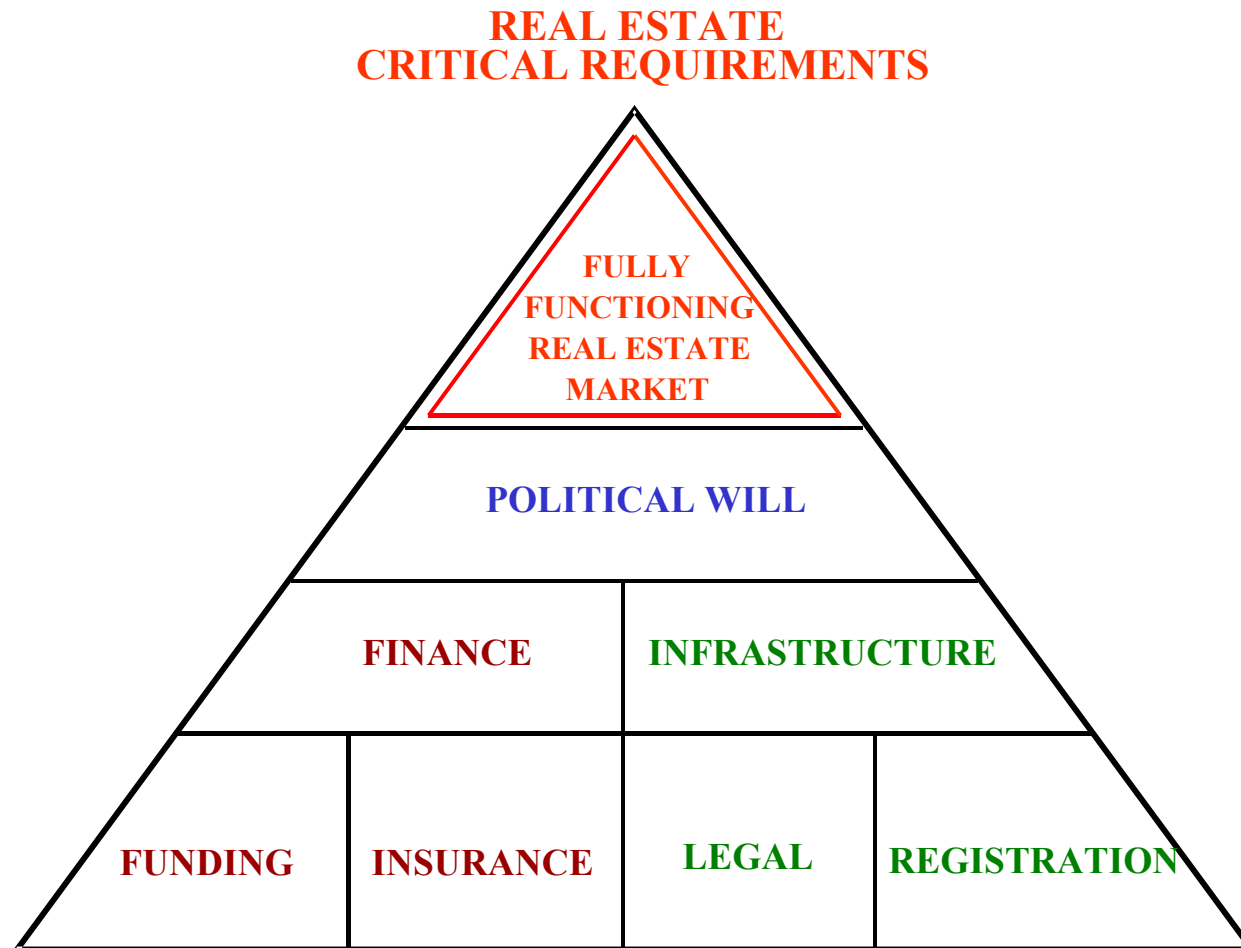 REAL ESTATE
CRITICAL REQUIREMENTS
FULLY
FUNCTIONING
REAL ESTATE
MARKET
POLITICAL WILL
FINANCE
INFRASTRUCTURE
FUNDING
INSURANCE
LEGAL
REGISTRATION